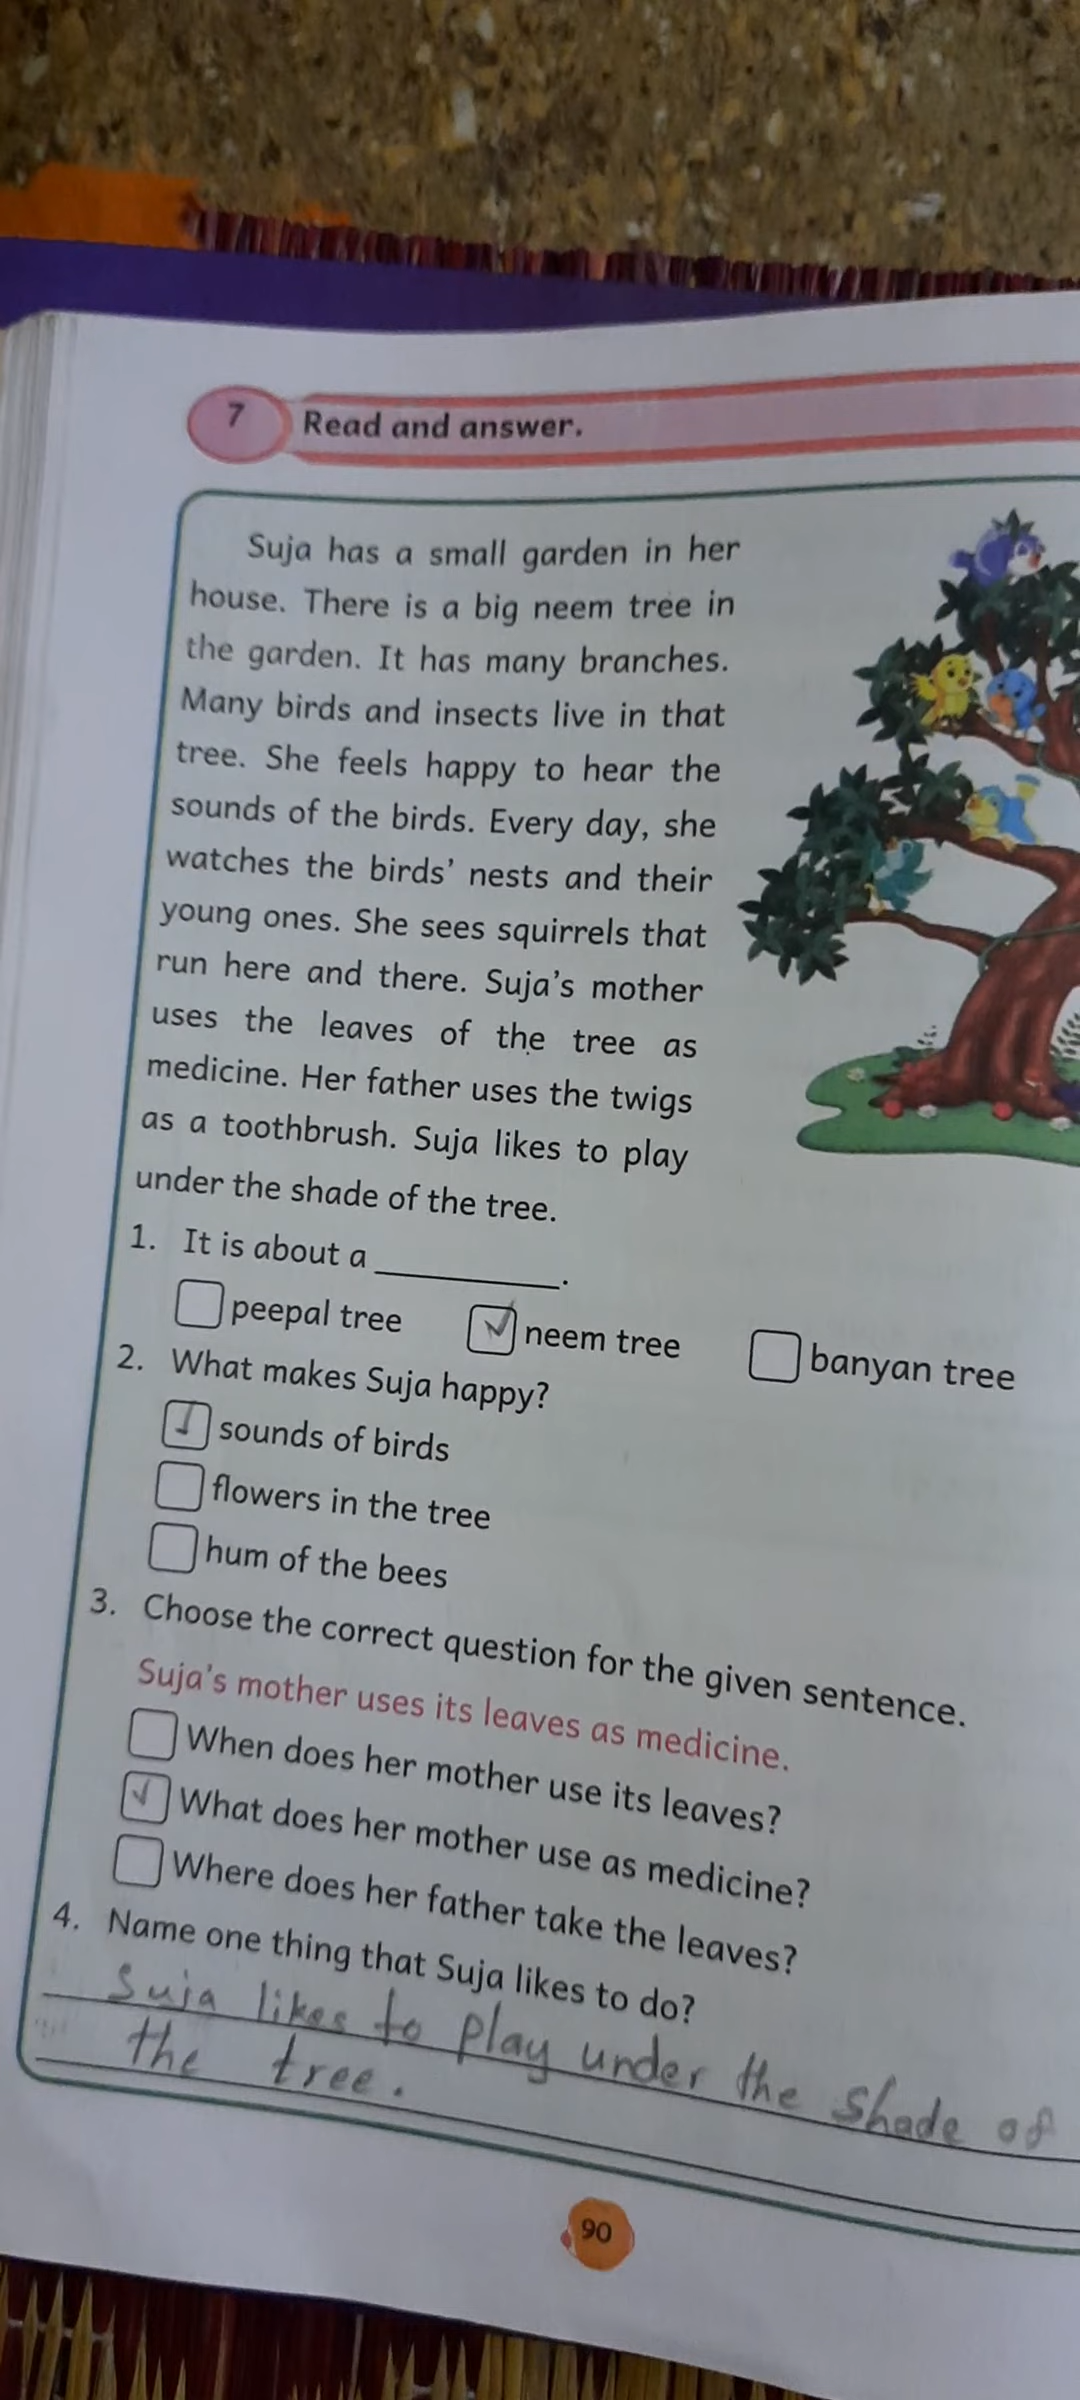 7
Read and answer.
Suja has a small garden in her
house. There is a big neem tree in
the garden. It has many branches.
Many birds and insects live in that
tree. She feels happy to hear the
sounds of the birds. Every day, she
watches the birds' nests and their
young ones. She sees squirrels that
run here and there. Suja's mother
uses the leaves of the tree as
medicine. Her father uses the twigs
as a toothbrush. Suja likes to play
under the shade of the tree.
1. It is about a __________.
peepal tree ✓ neem tree banyan tree
2. What makes Suja happy?
✓ sounds of birds
flowers in the tree
hum of the bees
3. Choose the correct question for the given sentence.
Suja's mother uses its leaves as medicine.
When does her mother use its leaves?
✓ What does her mother use as medicine?
Where does her father take the leaves?
4. Name one thing that Suja likes to do?
Suja likes to play under the shade of
the tree.
90